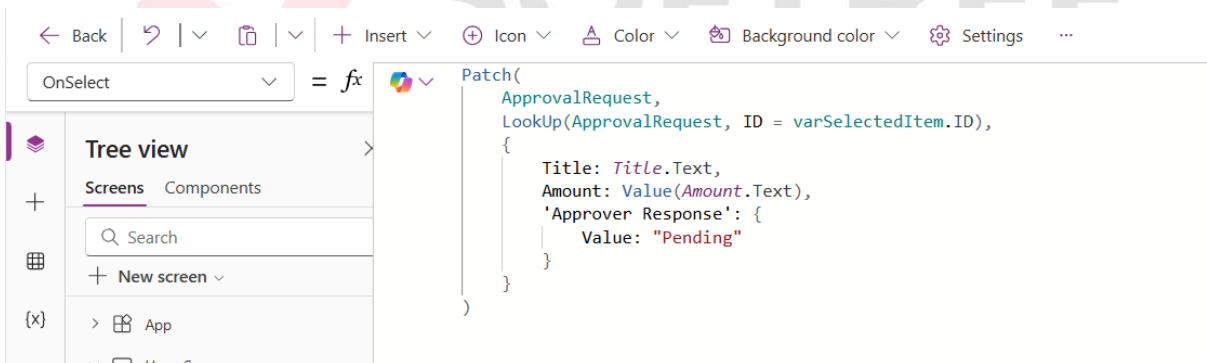 Back
Insert
Icon
Color
Background color
Settings
...
OnSelect
= fx
Patch(
ApprovalRequest,
LookUp(ApprovalRequest, ID = varSelectedItem.ID),
{
Title: Title.Text,
Amount: Value(Amount.Text),
'Approver Response': {
Value: "Pending"
}
}
)
Tree view
Screens Components
Search
New screen
{x}
App